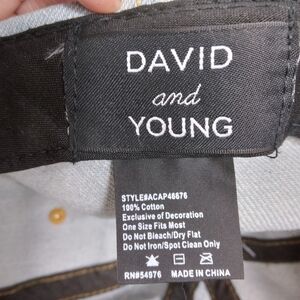 DAVID
and
YOUNG
STYLE#ACAP46676
100% Cotton
Exclusive of Decoration
One Size Fits Most
Do Not Bleach/Dry Flat
Do Not Iron/Spot Clean Only
RN#54976 MADE IN CHINA